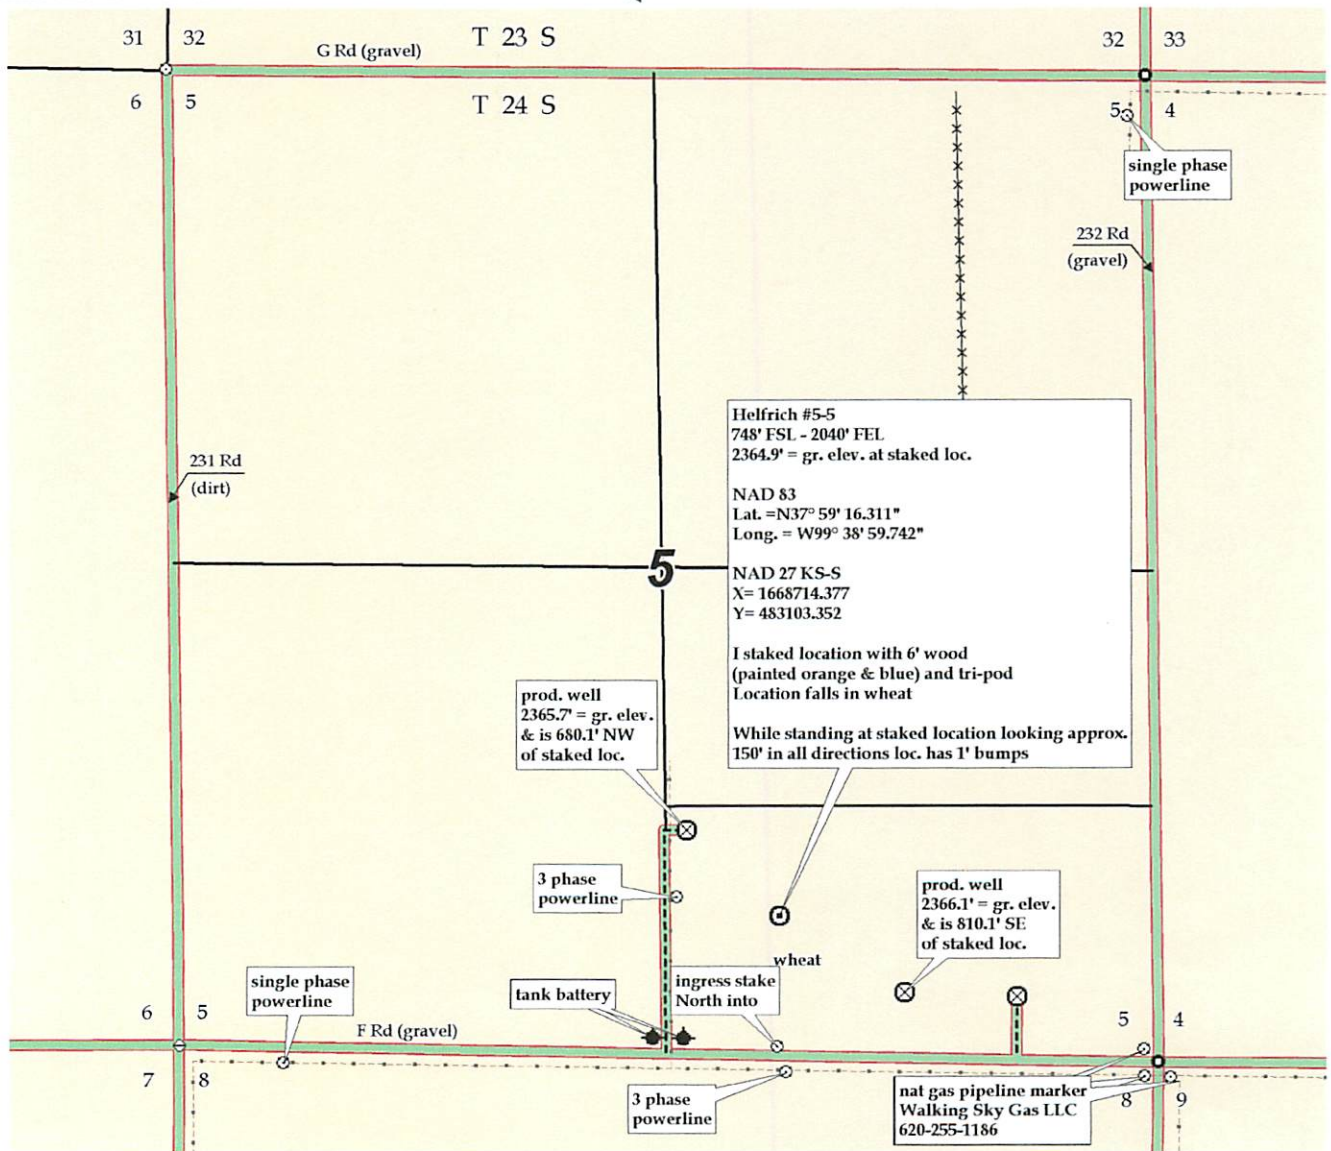 31 32
G Rd (gravel)
T 23 S
32 33
6 5
T 24 S
5 4
single phase
powerline
232 Rd
(gravel)
Helfrich #5-5
748' FSL - 2040' FEL
2364.9' = gr. elev. at staked loc.
NAD 83
Lat. =N37° 59' 16.311"
Long. = W99° 38' 59.742"
NAD 27 KS-S
X= 1668714.377
Y= 483103.352
I staked location with 6' wood
(painted orange & blue) and tri-pod
Location falls in wheat
While standing at staked location looking approx.
150' in all directions loc. has 1' bumps
231 Rd
(dirt)
5
prod. well
2365.7' = gr. elev.
& is 680.1' NW
of staked loc.
3 phase
powerline
prod. well
2366.1' = gr. elev.
& is 810.1' SE
of staked loc.
wheat
single phase
powerline
tank battery
ingress stake
North into
6 5
F Rd (gravel)
5 4
7 8
3 phase
powerline
nat gas pipeline marker
Walking Sky Gas LLC
620-255-1186
8 9